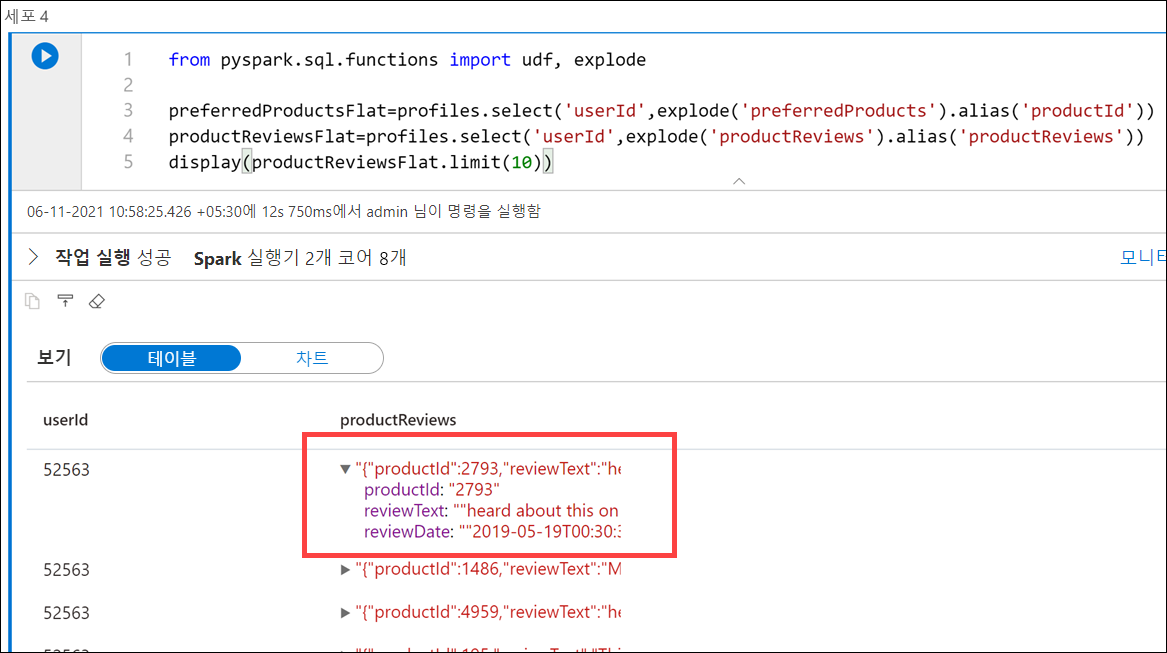 세포 4
1 from pyspark.sql.functions import udf, explode
2
3 preferredProductsFlat=profiles.select('userId',explode('preferredProducts').alias('productId'))
4 productReviewsFlat=profiles.select('userId',explode('productReviews').alias('productReviews'))
5 display(productReviewsFlat.limit(10))
06-11-2021 10:58:25.426 +05:30에 12s 750ms에서 admin 님이 명령을 실행함
작업 실행 성공 Spark 실행기 2개 코어 8개 모니터
보기 테이블 차트
userId productReviews
52563 "{"productId":2793,"reviewText":"he
productId: "2793"
reviewText: ""heard about this on
reviewDate: ""2019-05-19T00:30:3
52563 "{"productId":1486,"reviewText":"M
52563 "{"productId":4959,"reviewText":"he